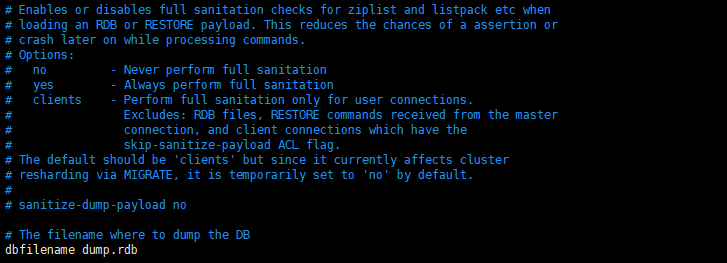 # Enables or disables full sanitation checks for ziplist and listpack etc when
# loading an RDB or RESTORE payload. This reduces the chances of a assertion or
# crash later on while processing commands.
# Options:
#   no         - Never perform full sanitation
#   yes        - Always perform full sanitation
#   clients    - Perform full sanitation only for user connections.
#                Excludes: RDB files, RESTORE commands received from the master
#                connection, and client connections which have the
#                skip-sanitize-payload ACL flag.
# The default should be 'clients' but since it currently affects cluster
# resharding via MIGRATE, it is temporarily set to 'no' by default.
#
# sanitize-dump-payload no

# The filename where to dump the DB
dbfilename dump.rdb